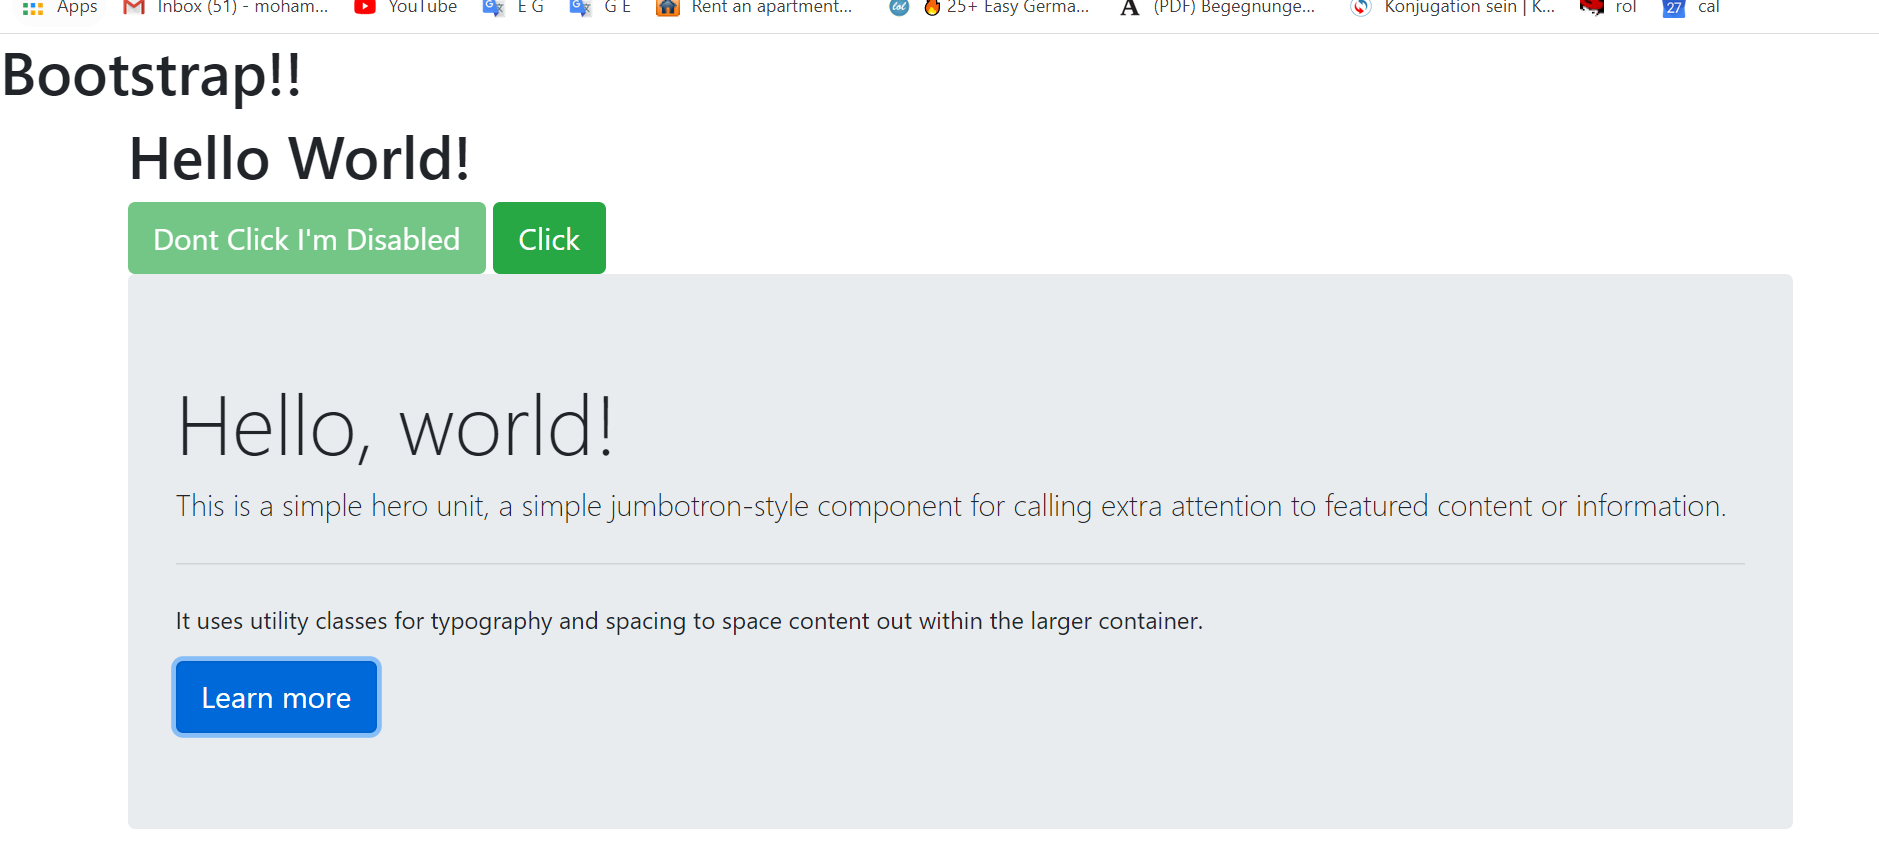 Apps Inbox (51) - moham... YouTube E G G E Rent an apartment... lol 25+ Easy Germa... A (PDF) Begegnunge... Konjugation sein | K... rol 27 cal
Bootstrap!!
Hello World!
Dont Click I'm Disabled Click
Hello, world!
This is a simple hero unit, a simple jumbotron-style component for calling extra attention to featured content or information.
It uses utility classes for typography and spacing to space content out within the larger container.
Learn more